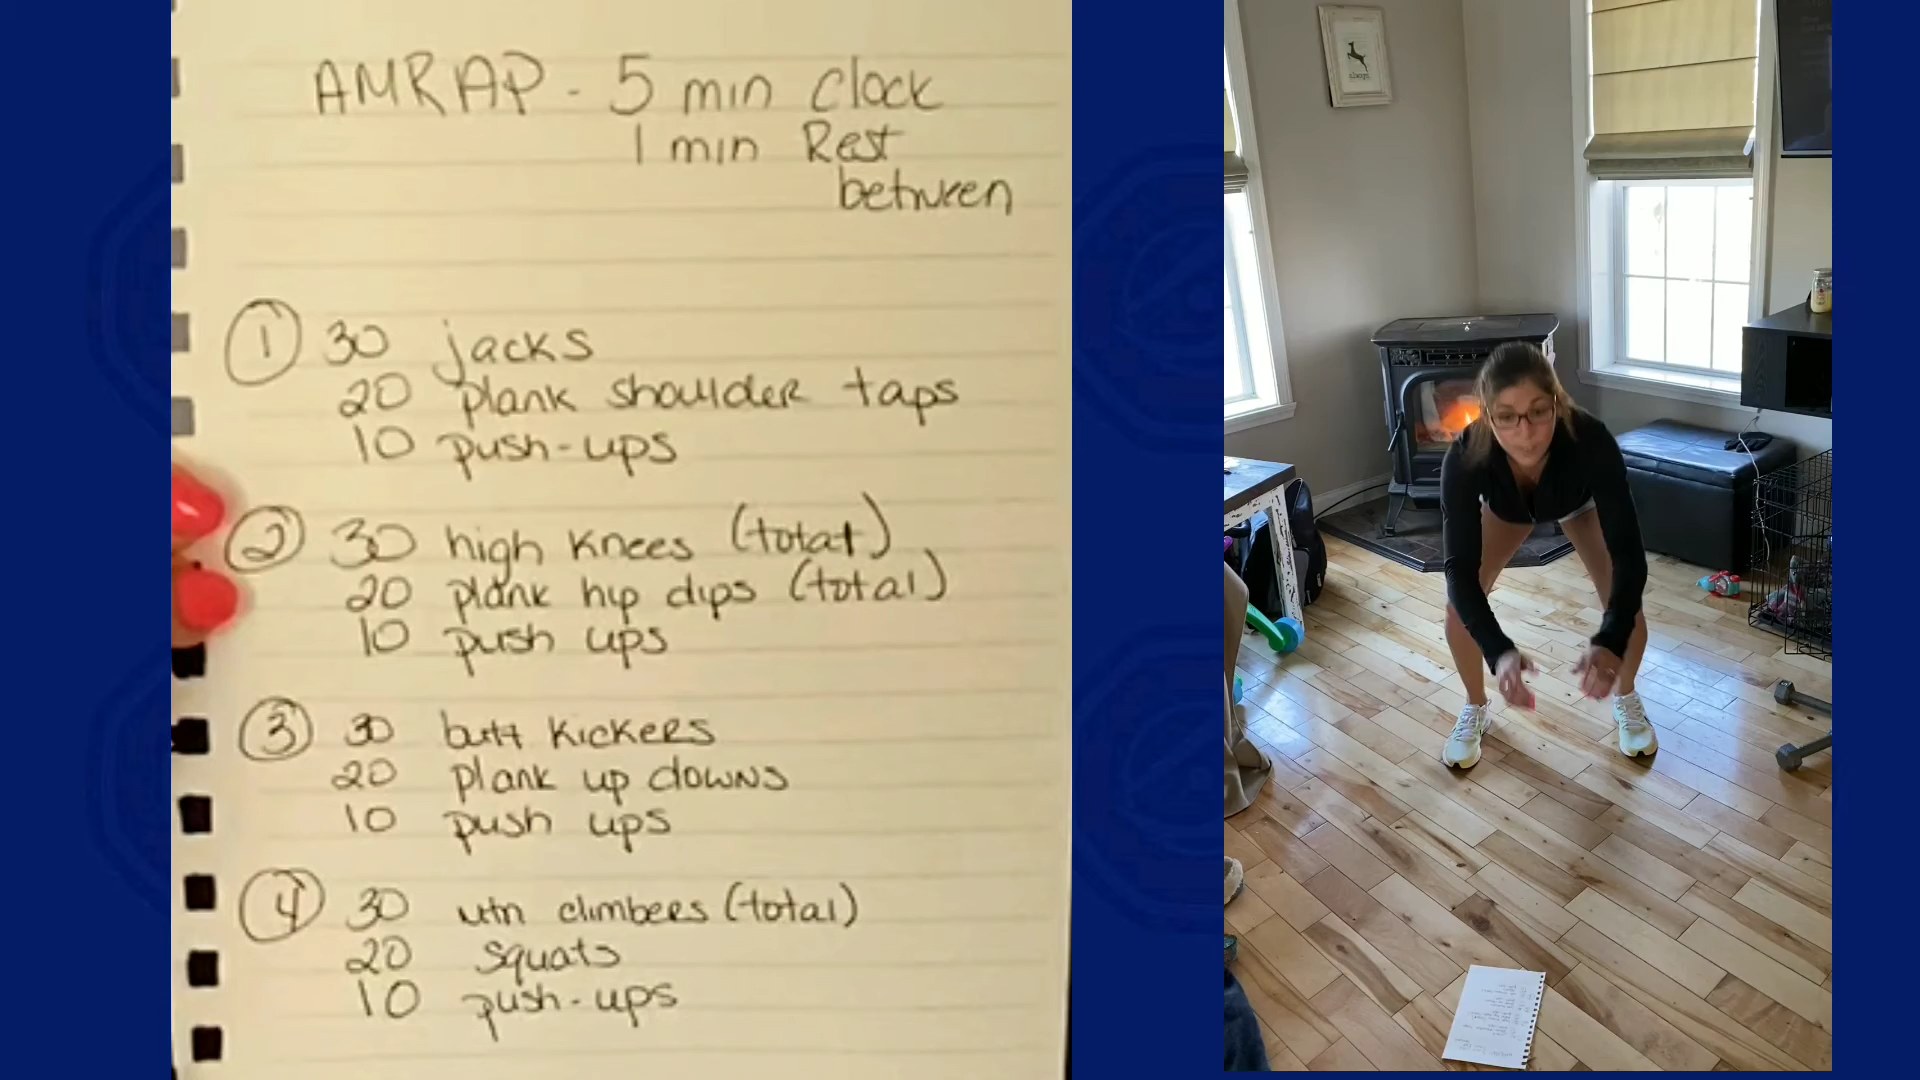 AMRAP - 5 min Clock
1 min Rest
between
1 30 jacks
20 plank shoulder taps
10 push-ups
2 30 high knees (total)
20 plank hip dips (total)
10 push ups
3 30 butt kickers
20 plank up downs
10 push ups
4 30 mtn climbers (total)
20 squats
10 push-ups